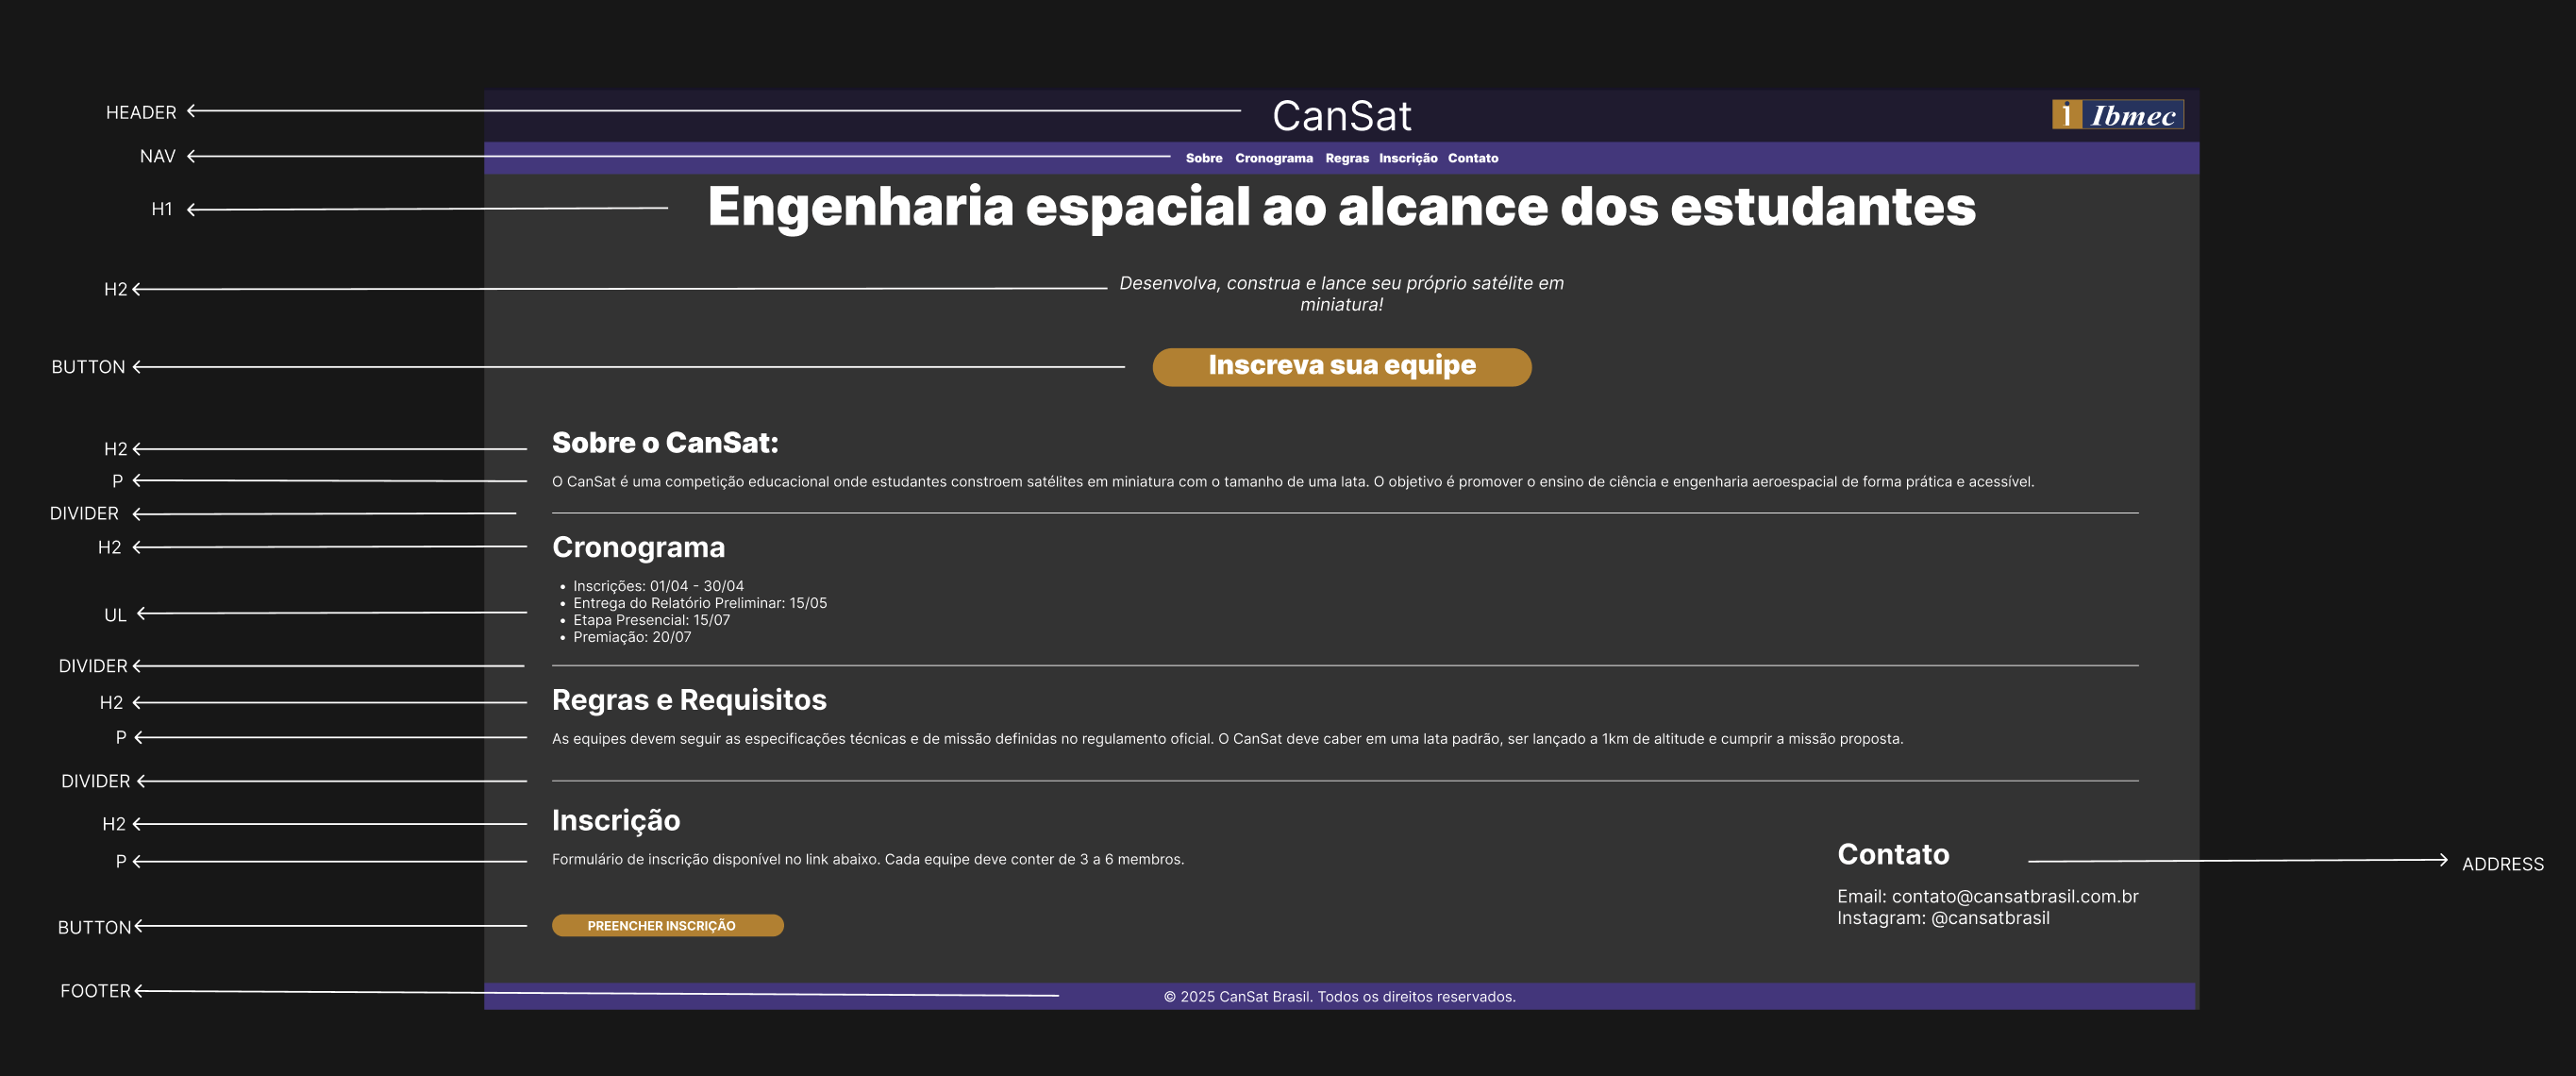 HEADER
CanSat
i Ibmec
NAV
Sobre Cronograma Regras Inscrição Contato
H1
Engenharia espacial ao alcance dos estudantes
H2
Desenvolva, construa e lance seu próprio satélite em
miniatura!
BUTTON
Inscreva sua equipe
H2
Sobre o CanSat:
P
O CanSat é uma competição educacional onde estudantes constroem satélites em miniatura com o tamanho de uma lata. O objetivo é promover o ensino de ciência e engenharia aeroespacial de forma prática e acessível.
DIVIDER
H2
Cronograma
UL
• Inscrições: 01/04 - 30/04
• Entrega do Relatório Preliminar: 15/05
• Etapa Presencial: 15/07
• Premiação: 20/07
DIVIDER
H2
Regras e Requisitos
P
As equipes devem seguir as especificações técnicas e de missão definidas no regulamento oficial. O CanSat deve caber em uma lata padrão, ser lançado a 1km de altitude e cumprir a missão proposta.
DIVIDER
H2
Inscrição
P
Formulário de inscrição disponível no link abaixo. Cada equipe deve conter de 3 a 6 membros.
BUTTON
PREENCHER INSCRIÇÃO
Contato
ADDRESS
Email: contato@cansatbrasil.com.br
Instagram: @cansatbrasil
FOOTER
© 2025 CanSat Brasil. Todos os direitos reservados.